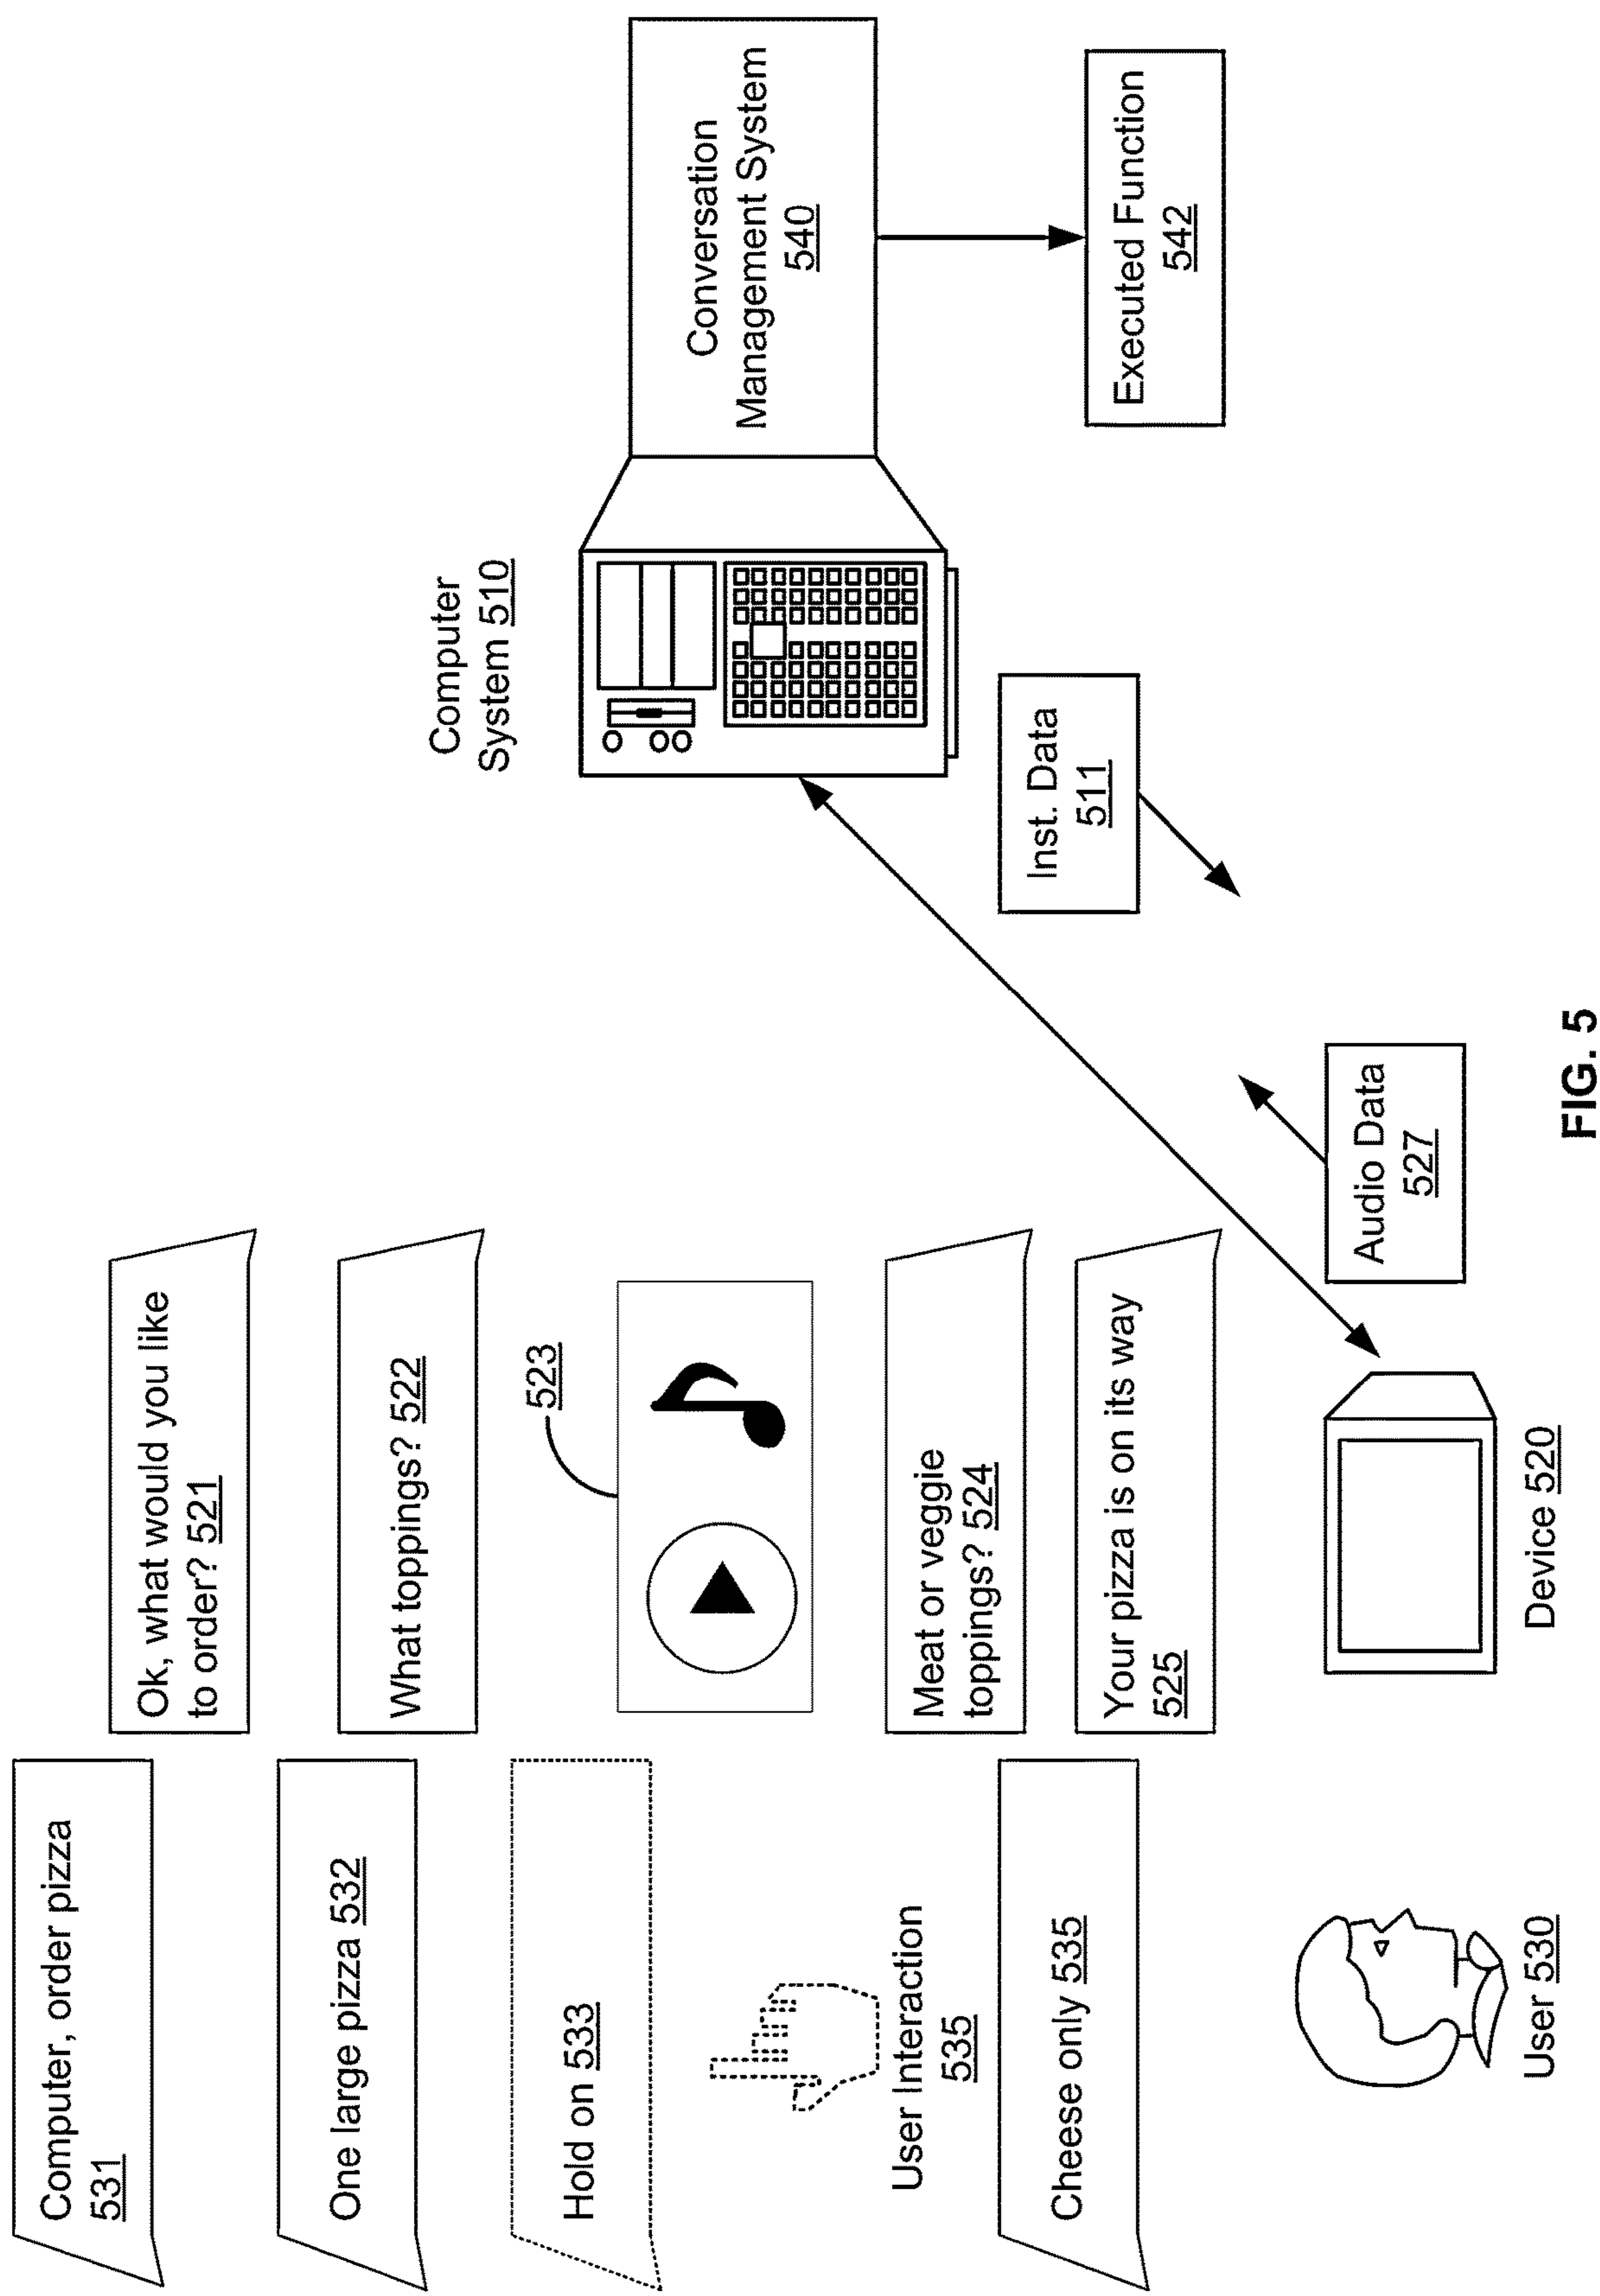 Computer, order pizza
531
Ok, what would you like
to order? 521
One large pizza 532
What toppings? 522
Hold on 533
523
User Interaction
535
Meat or veggie
toppings? 524
Cheese only 535
Your pizza is on its way
525
User 530
Device 520
Audio Data
527
Inst. Data
511
Computer
System 510
Conversation
Management System
540
Executed Function
542
FIG. 5